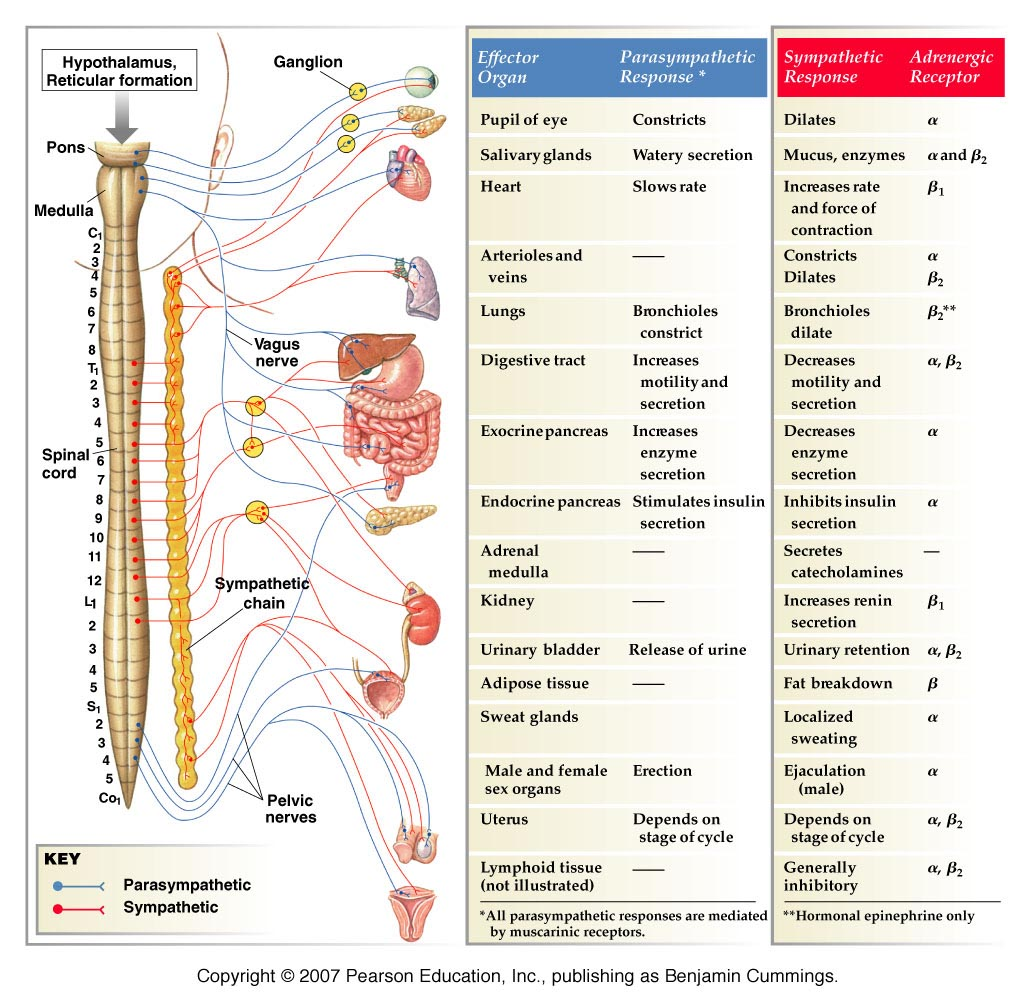 Hypothalamus,
Reticular formation
Ganglion
Pons
Medulla
C1
2
3
4
5
6
7
8
T1
2
3
4
5
6
7
8
9
10
11
12
L1
2
3
4
5
S1
2
3
4
5
Co1
Vagus
nerve
Spinal
cord
Sympathetic
chain
Pelvic
nerves
KEY
Parasympathetic
Sympathetic
Effector Organ Parasympathetic Response *
Sympathetic Response Adrenergic Receptor
Pupil of eye Constricts Dilates α
Salivary glands Watery secretion Mucus, enzymes α and β2
Heart Slows rate Increases rate β1
and force of
contraction
Arterioles and —— Constricts α
veins Dilates β2
Lungs Bronchioles Bronchioles β2**
constrict dilate
Digestive tract Increases Decreases α, β2
motility and motility and
secretion secretion
Exocrine pancreas Increases Decreases α
enzyme enzyme
secretion secretion
Endocrine pancreas Stimulates insulin Inhibits insulin α
secretion secretion
Adrenal —— Secretes —
medulla catecholamines
Kidney —— Increases renin β1
secretion
Urinary bladder Release of urine Urinary retention α, β2
Adipose tissue —— Fat breakdown β
Sweat glands Localized α
sweating
Male and female Erection Ejaculation α
sex organs (male)
Uterus Depends on Depends on α, β2
stage of cycle stage of cycle
Lymphoid tissue —— Generally α, β2
(not illustrated) inhibitory
*All parasympathetic responses are mediated
by muscarinic receptors.
**Hormonal epinephrine only
Copyright © 2007 Pearson Education, Inc., publishing as Benjamin Cummings.